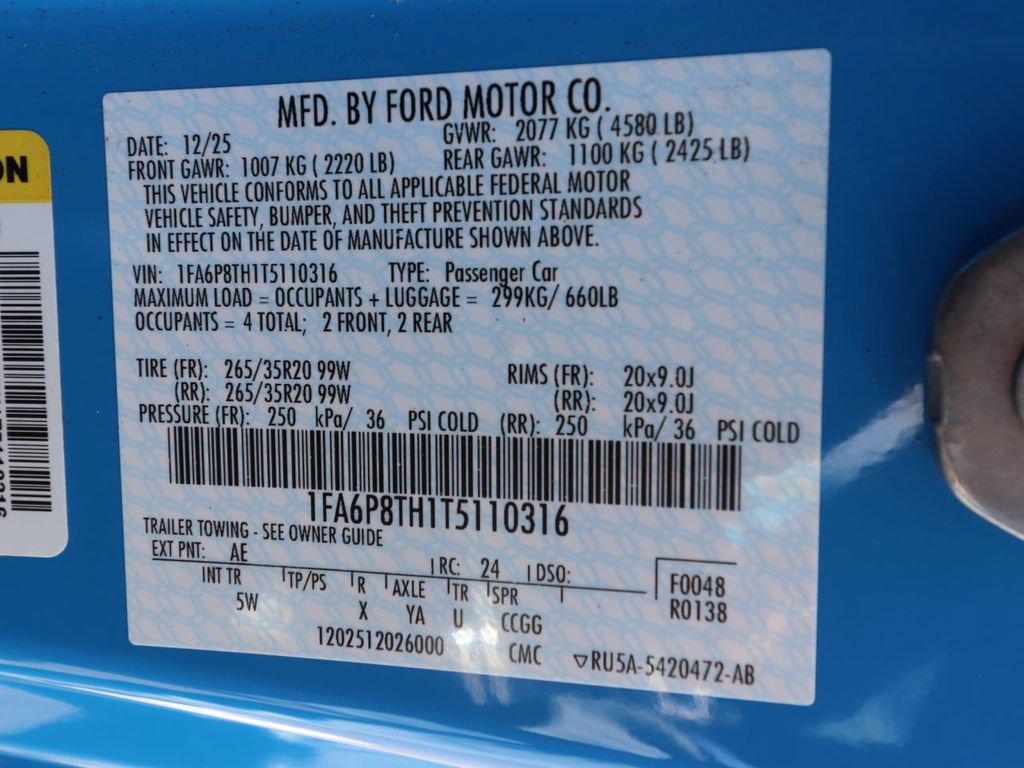 ON
MFD. BY FORD MOTOR CO.
DATE: 12/25 GVWR: 2077 KG ( 4580 LB)
FRONT GAWR: 1007 KG ( 2220 LB) REAR GAWR: 1100 KG ( 2425 LB)
THIS VEHICLE CONFORMS TO ALL APPLICABLE FEDERAL MOTOR
VEHICLE SAFETY, BUMPER, AND THEFT PREVENTION STANDARDS
IN EFFECT ON THE DATE OF MANUFACTURE SHOWN ABOVE.
VIN: 1FA6P8TH1T5110316 TYPE: Passenger Car
MAXIMUM LOAD = OCCUPANTS + LUGGAGE = 299KG/ 660LB
OCCUPANTS = 4 TOTAL; 2 FRONT, 2 REAR
TIRE (FR): 265/35R20 99W RIMS (FR): 20x9.0J
(RR): 265/35R20 99W (RR): 20x9.0J
PRESSURE (FR): 250 kPa/ 36 PSI COLD (RR): 250 kPa/ 36 PSI COLD
1FA6P8TH1T5110316
TRAILER TOWING - SEE OWNER GUIDE
EXT PNT: AE RC: 24 DSO:
INT TR TP/PS R AXLE TR SPR F0048
5W X YA U CCGG R0138
1202512026000 CMC ▽RU5A-5420472-AB